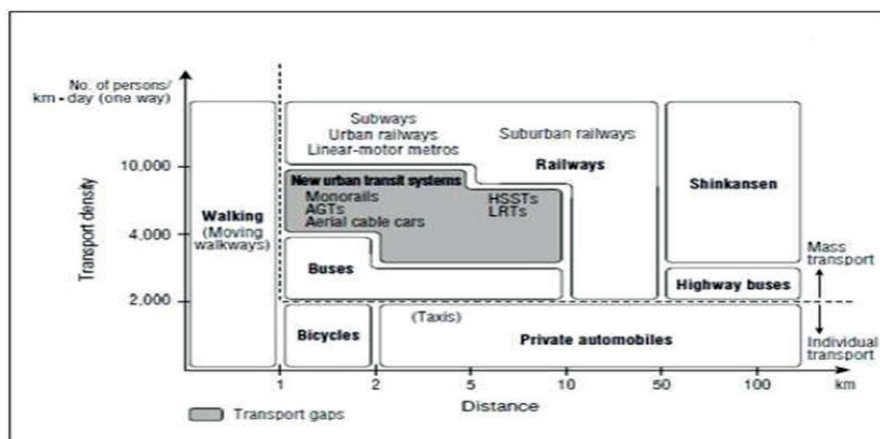 No. of persons/
km - day (one way)
Transport density
10,000
4,000
2,000
Walking
(Moving
walkways)
Subways
Urban railways
Linear-motor metros
Suburban railways
Railways
New urban transit systems
Monorails
AGTs
Aerial cable cars
HSSTs
LRTs
Shinkansen
Buses
Highway buses
Mass
transport
Bicycles
(Taxis)
Private automobiles
Individual
transport
1
2
5
10
50
100
km
Distance
Transport gaps